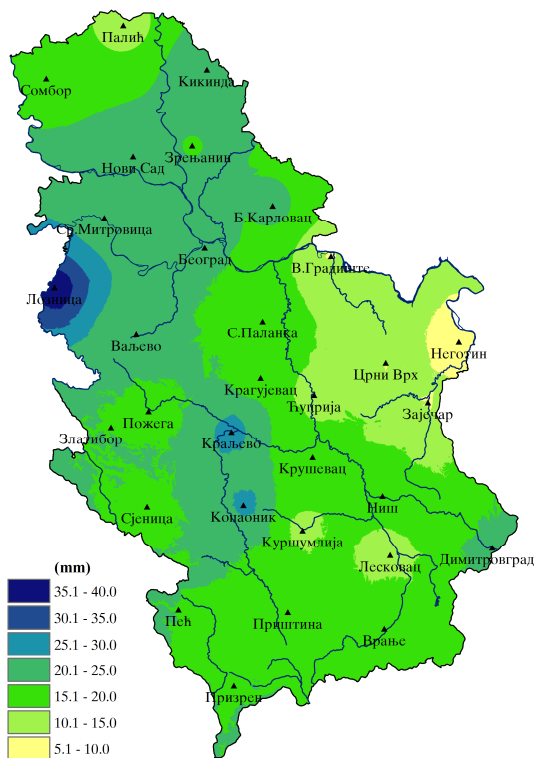 Палић
Кикинда
Сомбор
Зрењанин
Нови Сад
Б.Карловац
Ср.Митровица
Београд
В.Градиште
Лозница
С.Паланка
Ваљево
Неготин
Црни Врх
Крагујевац
Ћуприја
Зајечар
Пожега
Златибор
Краљево
Крушевац
Ниш
Сјеница
Копаоник
Куршумлија
Лесковац
Димитровград
(mm)
35.1 - 40.0
30.1 - 35.0
Пећ
Приштина
Врање
25.1 - 30.0
20.1 - 25.0
15.1 - 20.0
Призрен
10.1 - 15.0
5.1 - 10.0